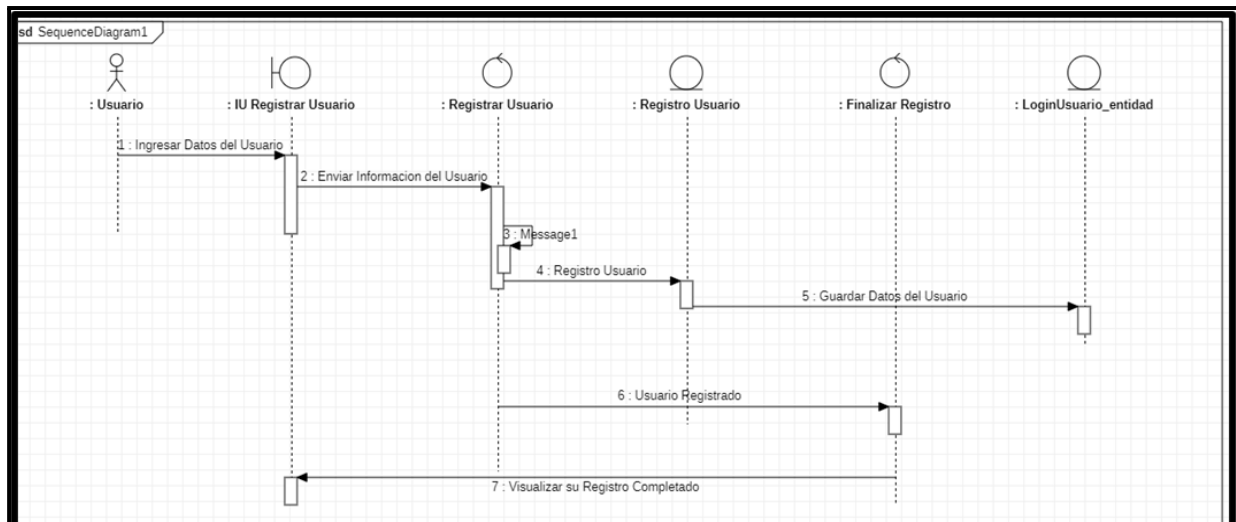 sd SequenceDiagram1
: Usuario
: IU Registrar Usuario
: Registrar Usuario
: Registro Usuario
: Finalizar Registro
: LoginUsuario_entidad
1 : Ingresar Datos del Usuario
2 : Enviar Informacion del Usuario
3 : Message1
4 : Registro Usuario
5 : Guardar Datos del Usuario
6 : Usuario Registrado
7 : Visualizar su Registro Completado